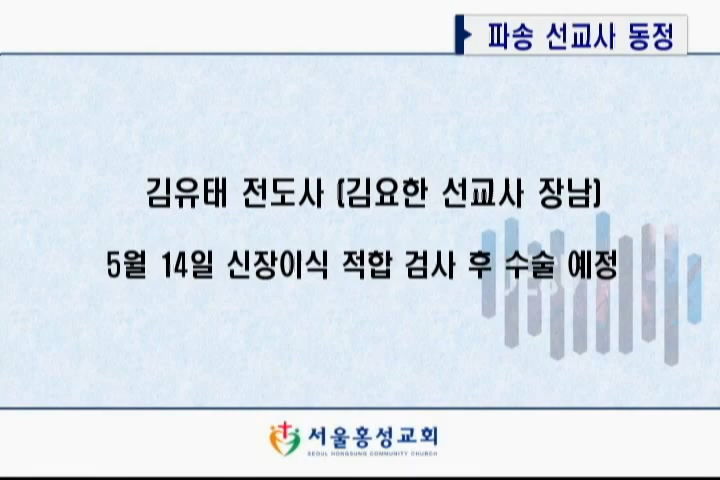 파송 선교사 동정
김유태 전도사 (김요한 선교사 장남)
5월 14일 신장이식 적합 검사 후 수술 예정
서울홍성교회
SEOUL HONGSUNG COMMUNITY CHURCH